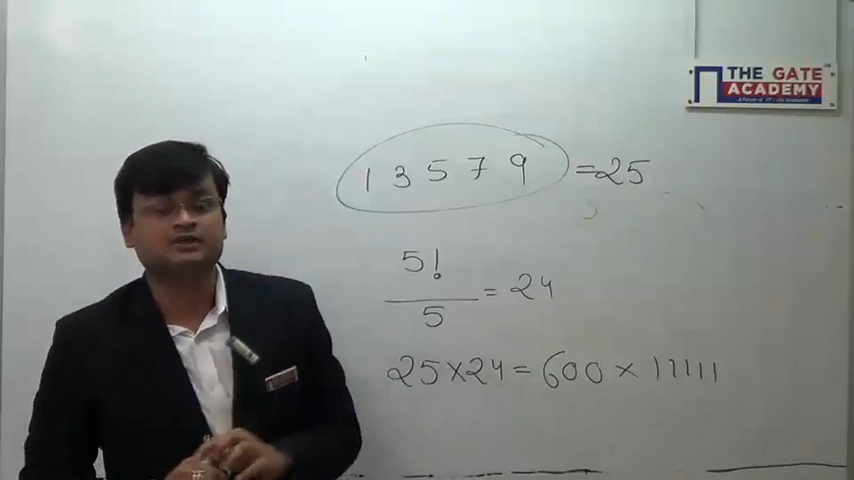 THE GATE
ACADEMY
1 3 5 7 9 = 25
5!
5
= 24
25 x 24 = 600 x 11111